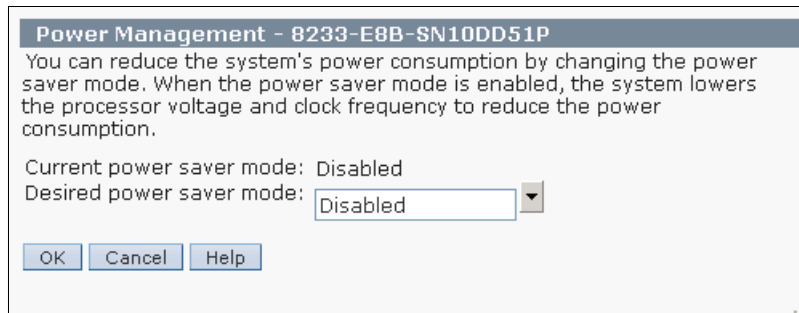 Power Management - 8233-E8B-SN10DD51P
You can reduce the system's power consumption by changing the power
saver mode. When the power saver mode is enabled, the system lowers
the processor voltage and clock frequency to reduce the power
consumption.
Current power saver mode: Disabled
Desired power saver mode: Disabled
OK Cancel Help